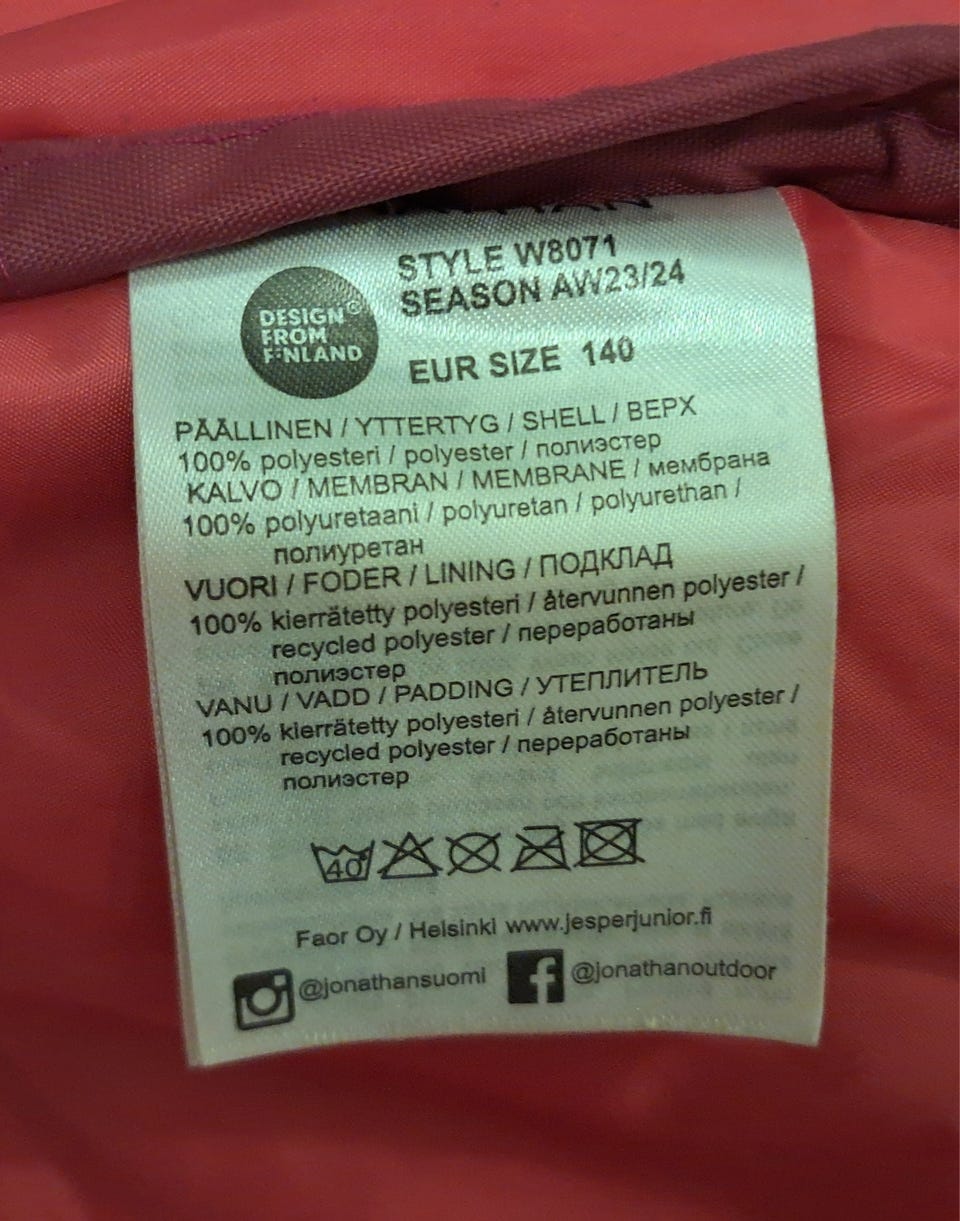 STYLE W8071
SEASON AW23/24
DESIGN®
FROM
FINLAND
EUR SIZE 140
PÄÄLLINEN / YTTERTYG / SHELL / ВЕРХ
100% polyesteri / polyester / полиэстер
KALVO / MEMBRAN / MEMBRANE / мембрана
100% polyuretaani / polyuretan / polyurethan /
полиуретан
VUORI / FODER / LINING / ПОДКЛАД
100% kierrätetty polyesteri / återvunnen polyester /
recycled polyester / переработаны
полиэстер
VANU / VADD / PADDING / УТЕПЛИТЕЛЬ
100% kierrätetty polyesteri / återvunnen polyester /
recycled polyester / переработаны
полиэстер
40
Faor Oy / Helsinki www.jesperjunior.fi
@jonathansuomi @jonathanoutdoor